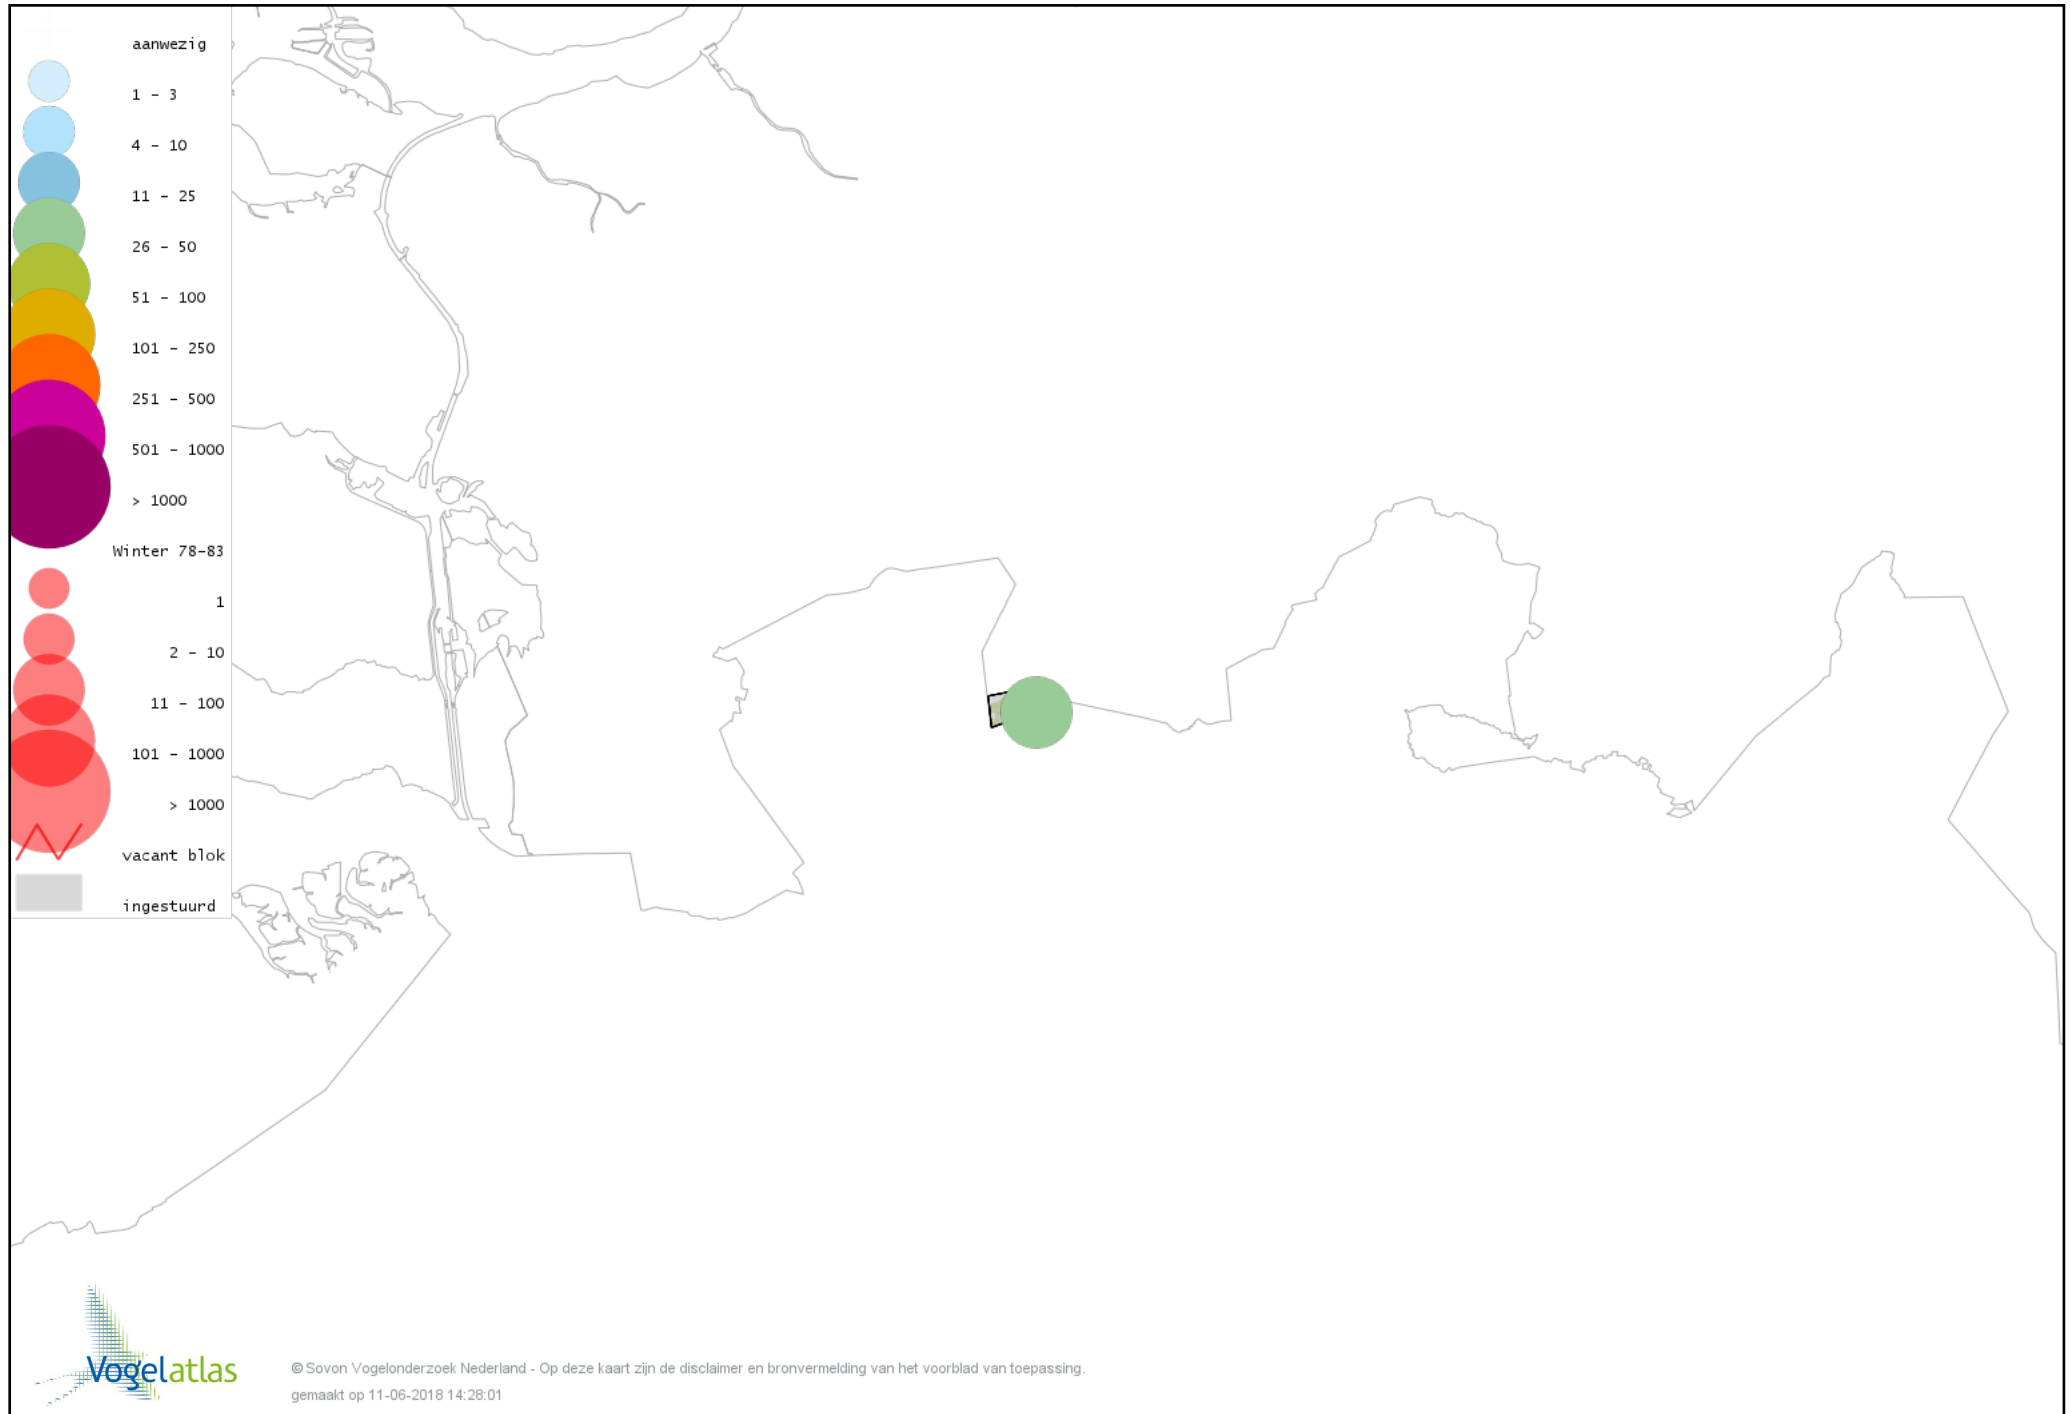 aanwezig
1 - 3
4 - 10
11 - 25
26 - 50
51 - 100
101 - 250
251 - 500
501 - 1000
> 1000
Winter 78-83
1
2 - 10
11 - 100
101 - 1000
> 1000
vacant blok
ingestuurd
Vogelatlas
© Sovon Vogelonderzoek Nederland - Op deze kaart zijn de disclaimer en bronvermelding van het voorblad van toepassing.
gemaakt op 11-06-2018 14:28:01